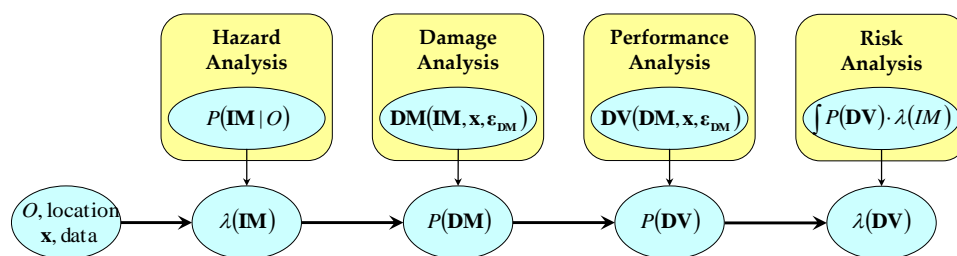 Hazard
Analysis
P(IM | O)
Damage
Analysis
DM(IM, x, ε_DM)
Performance
Analysis
DV(DM, x, ε_DM)
Risk
Analysis
∫ P(DV) · λ(IM)
O, location
x, data
λ(IM)
P(DM)
P(DV)
λ(DV)